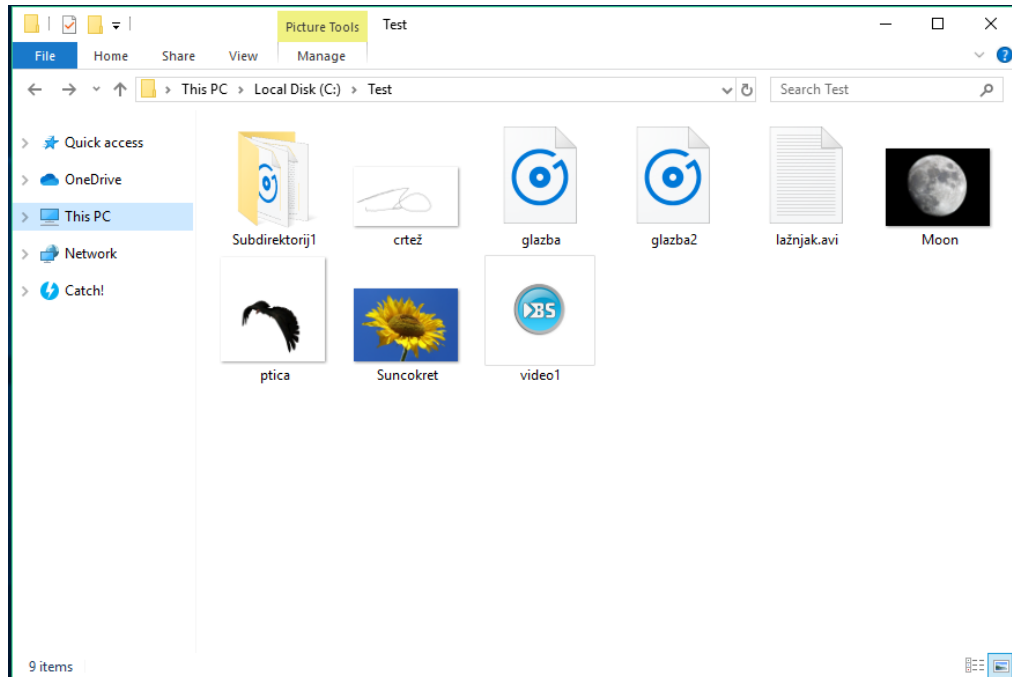 Picture Tools Test
File Home Share View Manage
This PC > Local Disk (C:) > Test
Search Test
Quick access
OneDrive
This PC
Network
Catch!
Subdirektorij1 crtež glazba glazba2 lažnjak.avi Moon
BS
ptica Suncokret video1
9 items